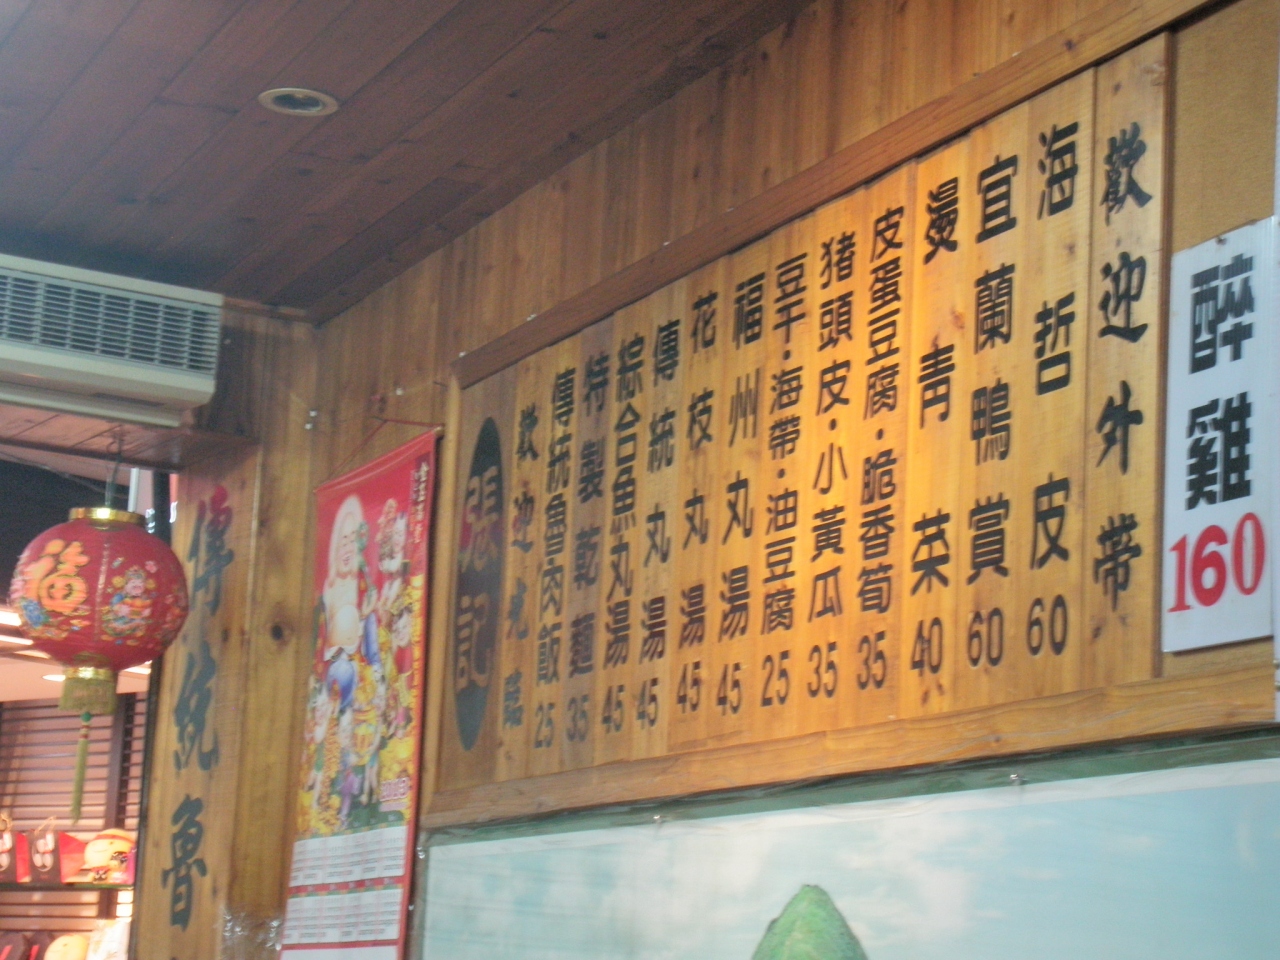 張記
歡迎光臨
傳統魯肉飯 25
特製乾麵 35
綜合魚丸湯 45
傳統丸湯 45
花枝丸湯 45
福州丸湯 45
豆干·海帶·油豆腐 25
豬頭皮·小黃瓜 35
皮蛋豆腐·脆香筍 35
燙青菜 40
宜蘭鴨賞 60
海哲皮 60
歡迎外帶
醉雞
160
傳統魯
福